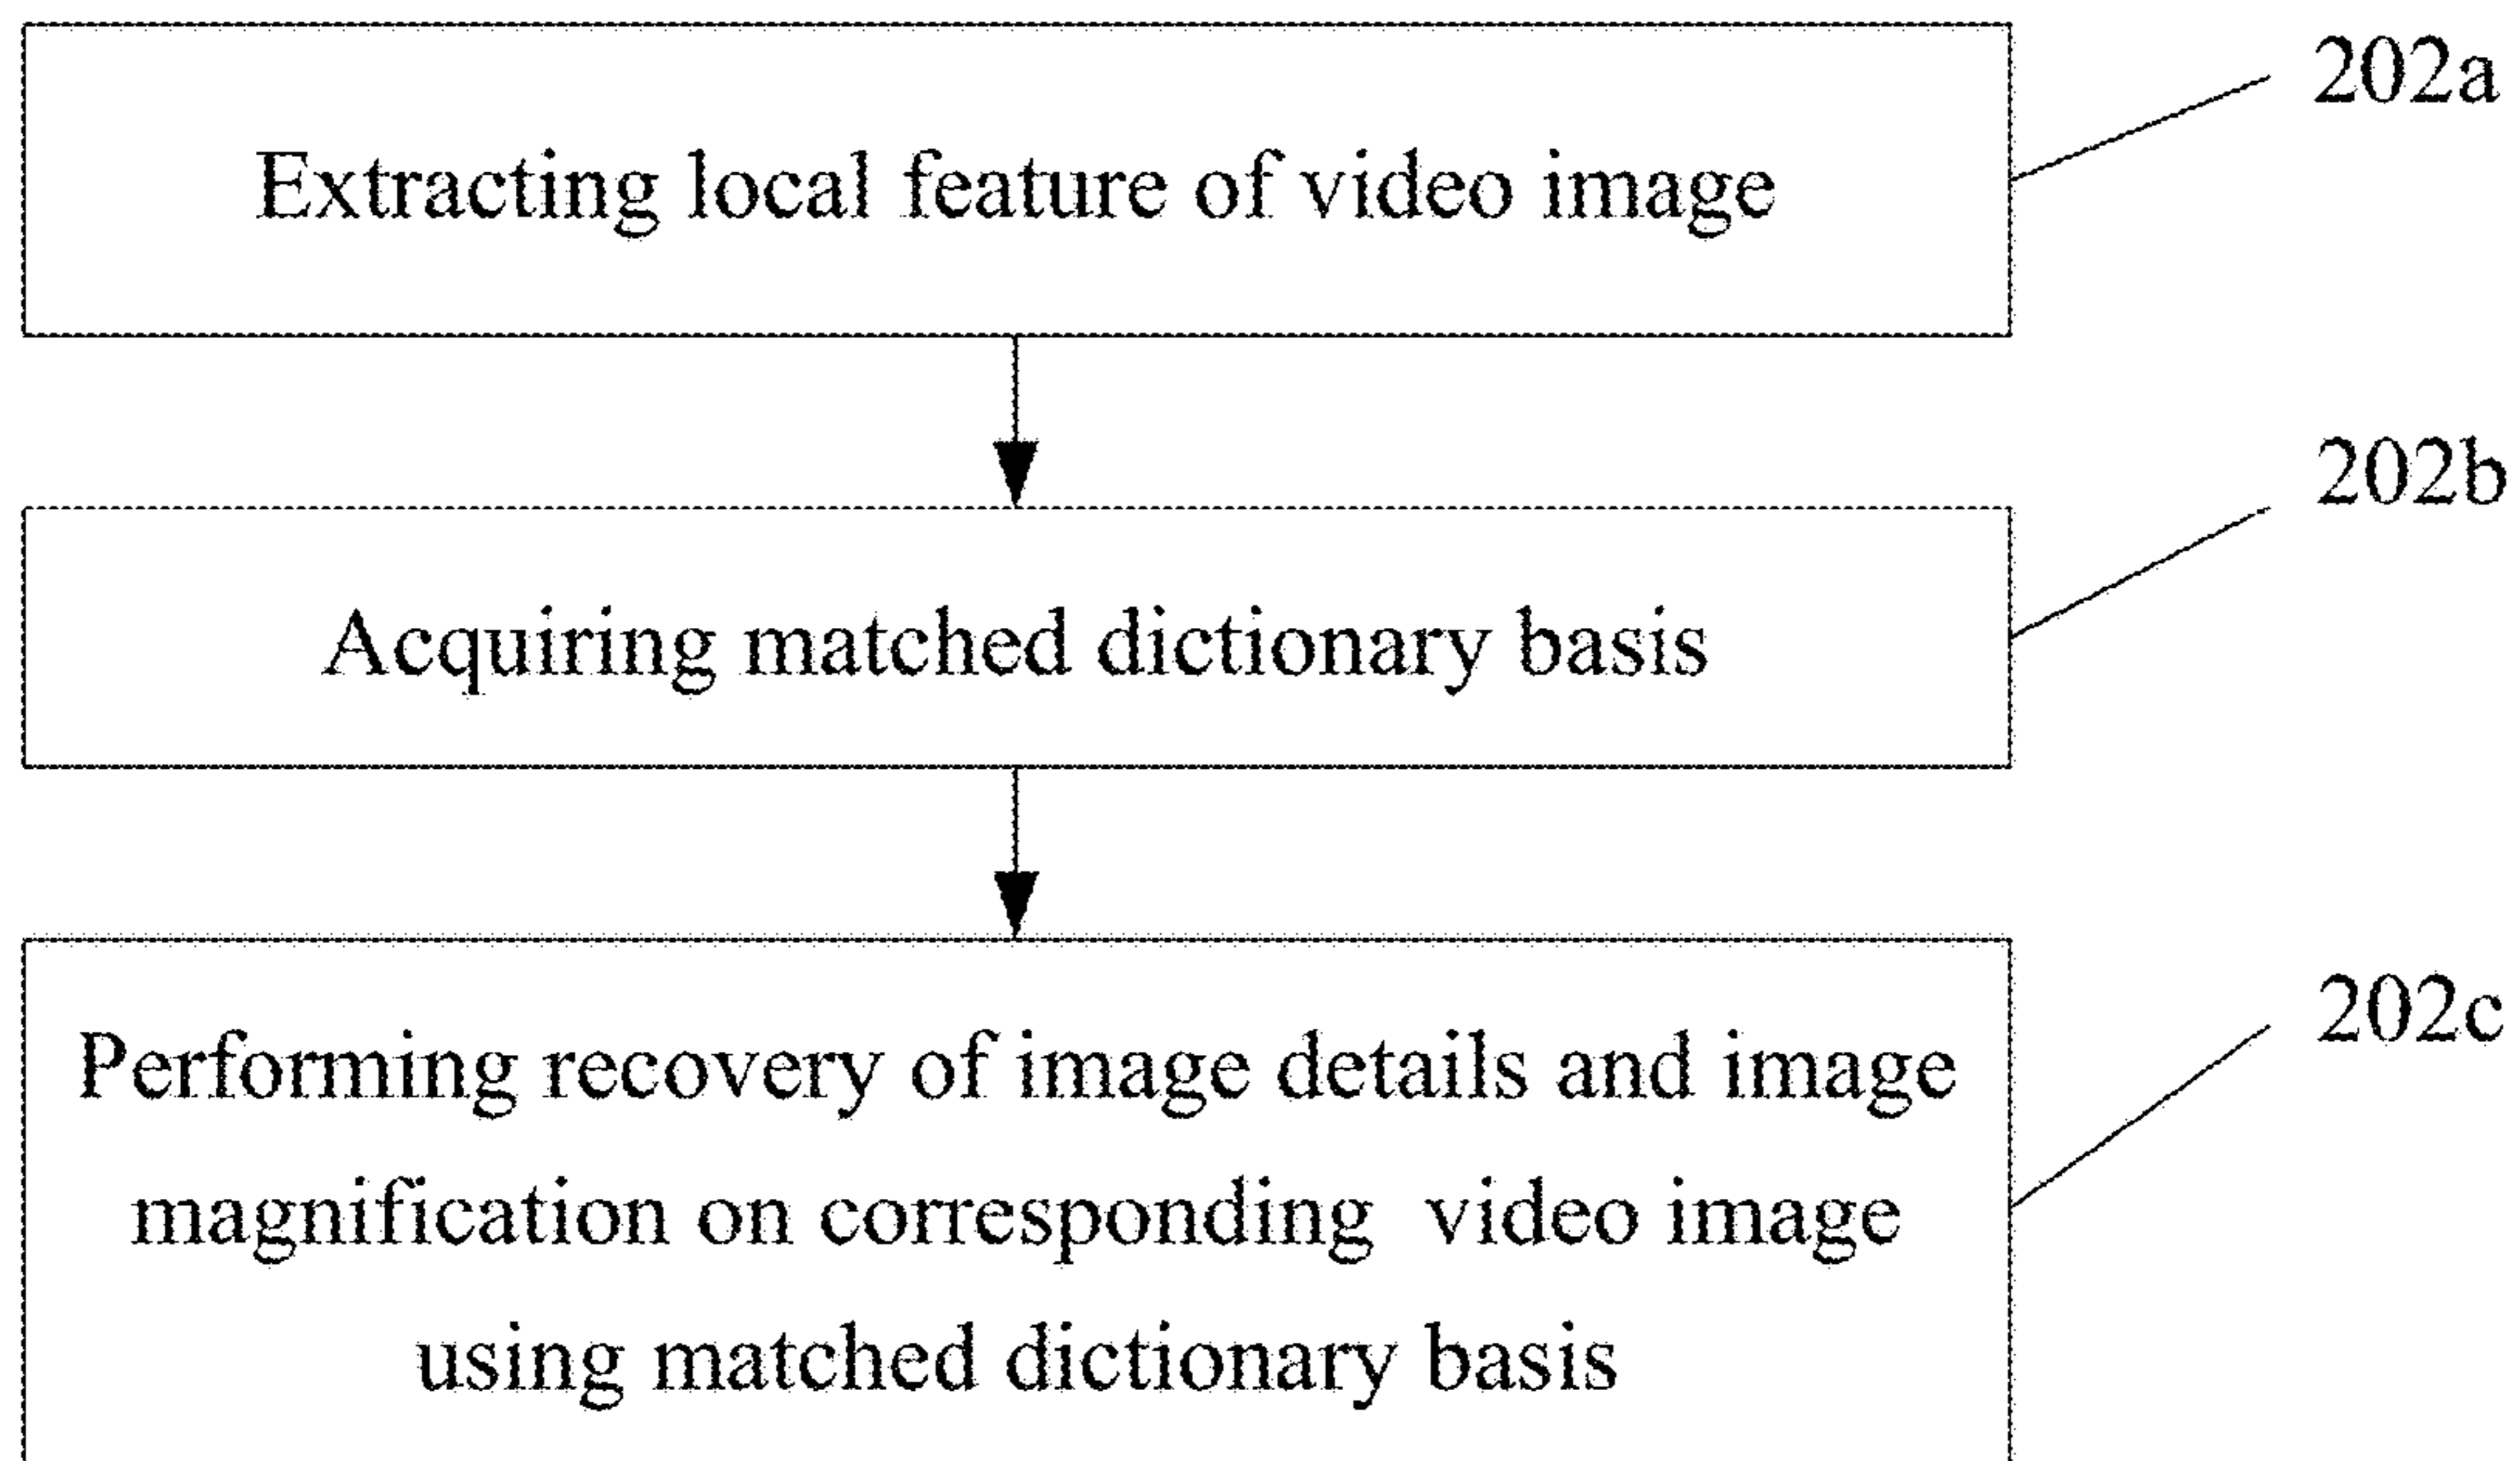 202a
Extracting local feature of video image
202b
Acquiring matched dictionary basis
202c
Performing recovery of image details and image
magnification on corresponding video image
using matched dictionary basis